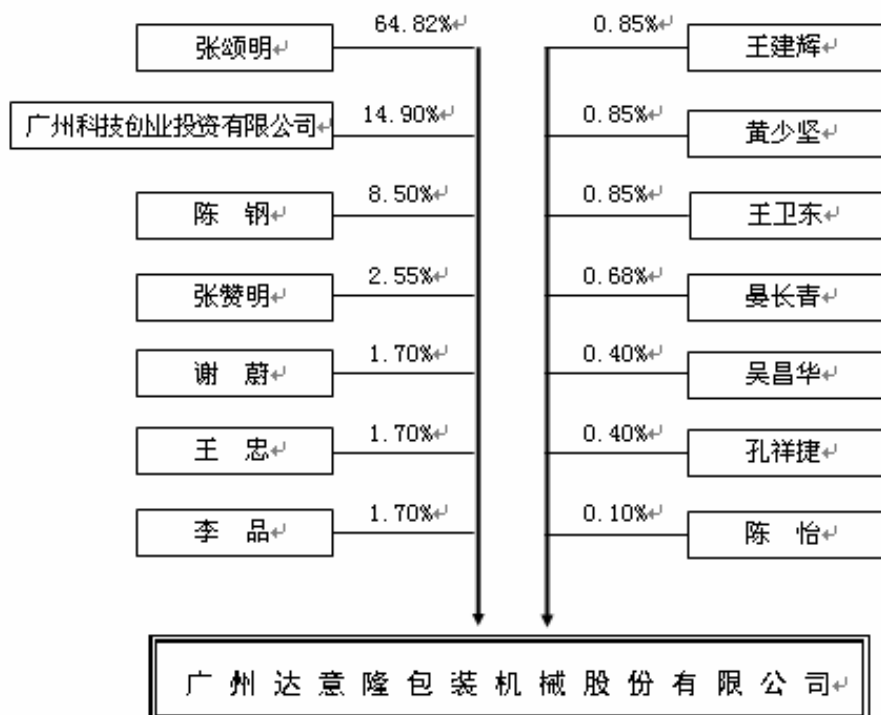 张颂明 64.82% 0.85% 王建辉
广州科技创业投资有限公司 14.90% 0.85% 黄少坚
陈 钢 8.50% 0.85% 王卫东
张赞明 2.55% 0.68% 晏长青
谢 蔚 1.70% 0.40% 吴昌华
王 忠 1.70% 0.40% 孔祥捷
李 品 1.70% 0.10% 陈 怡
广州达意隆包装机械股份有限公司